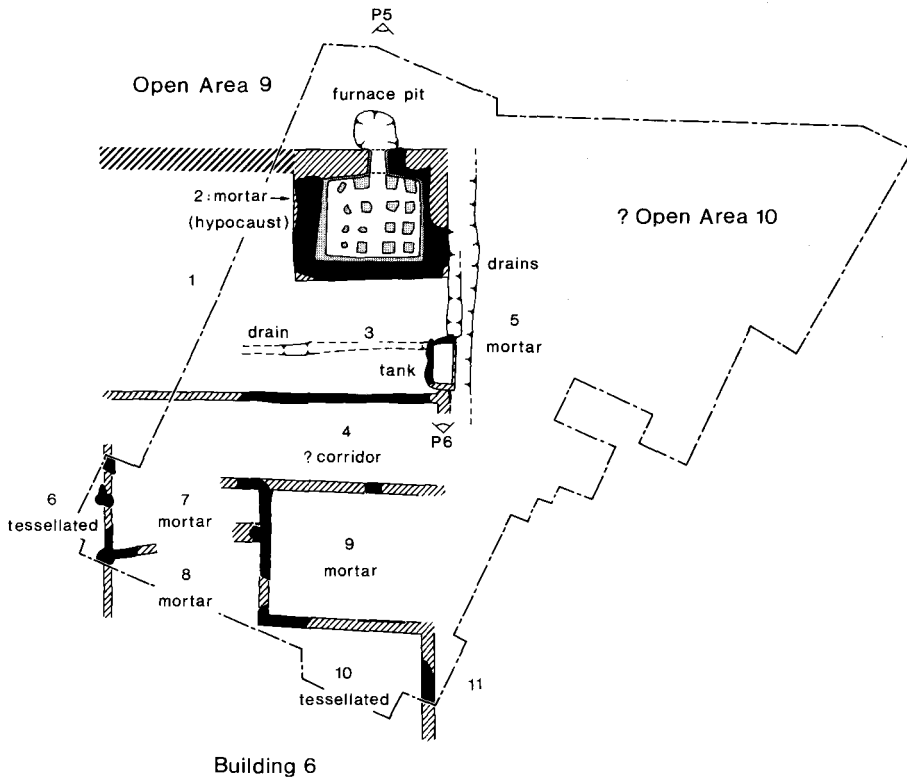 P5
Open Area 9
furnace pit
2: mortar
(hypocaust)
? Open Area 10
1
drains
drain
3
5
mortar
tank
4
? corridor
P6
6
tessellated
7
mortar
9
mortar
8
mortar
10
tessellated
11
Building 6